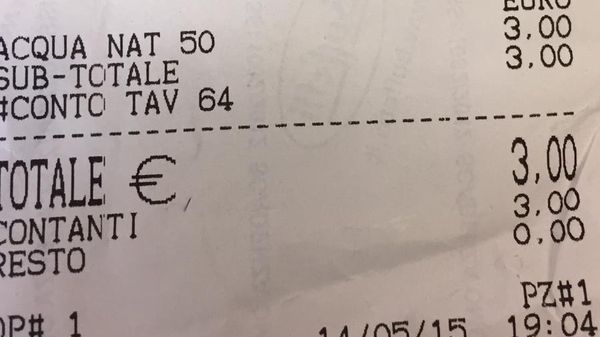 EURO
ACQUA NAT 50 3,00
SUB-TOTALE 3,00
#CONTO TAV 64
TOTALE € 3,00
CONTANTI 3,00
RESTO 0,00
PZ#1
OP# 1 14/05/15 19:04